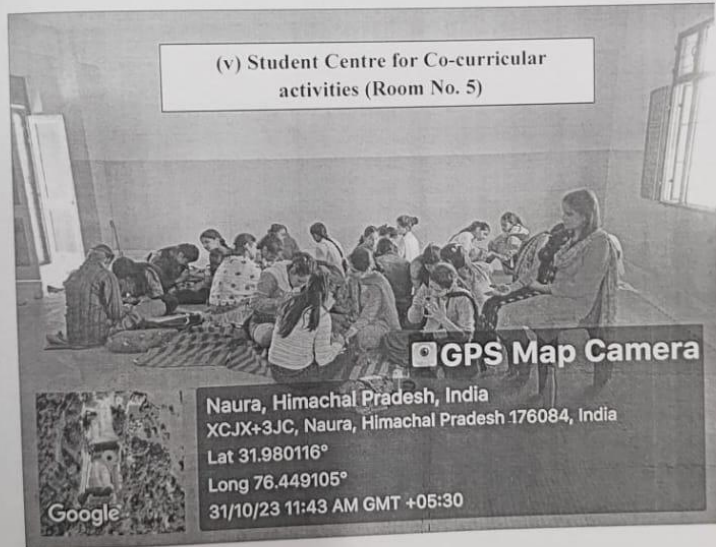 (v) Student Centre for Co-curricular
activities (Room No. 5)
GPS Map Camera
Naura, Himachal Pradesh, India
XCJX+3JC, Naura, Himachal Pradesh 176084, India
Lat 31.980116°
Long 76.449105°
31/10/23 11:43 AM GMT +05:30
Google